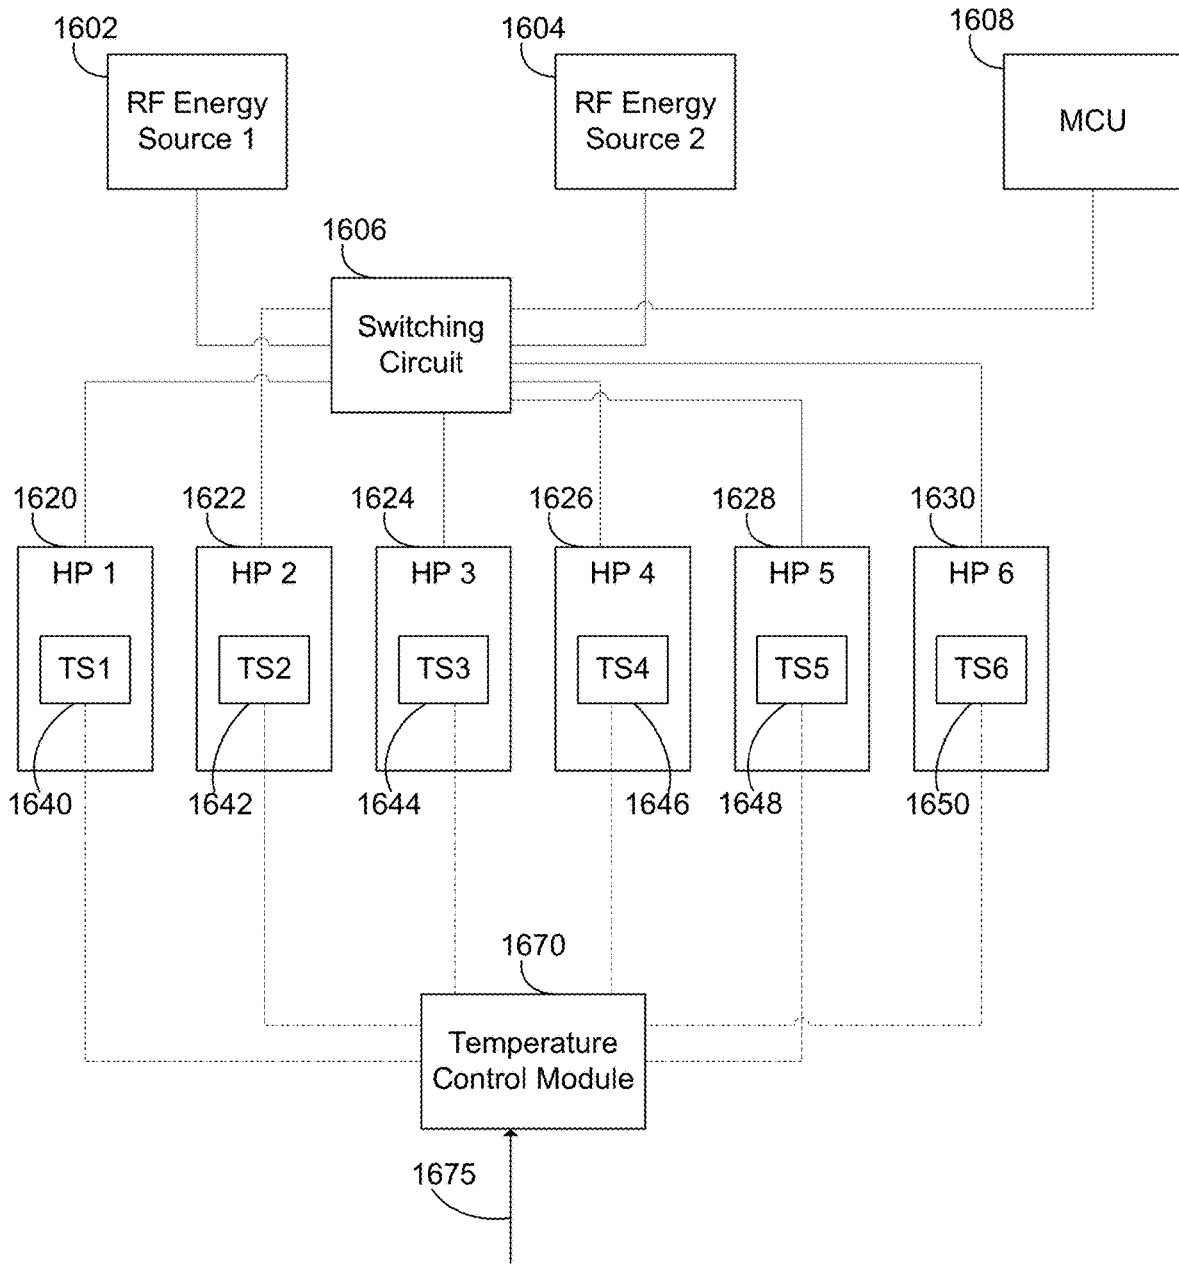 1602
1604
1608
RF Energy
Source 1
RF Energy
Source 2
MCU
1606
Switching
Circuit
1620
1622
1624
1626
1628
1630
HP 1
HP 2
HP 3
HP 4
HP 5
HP 6
TS1
TS2
TS3
TS4
TS5
TS6
1640
1642
1644
1646
1648
1650
1670
Temperature
Control Module
1675